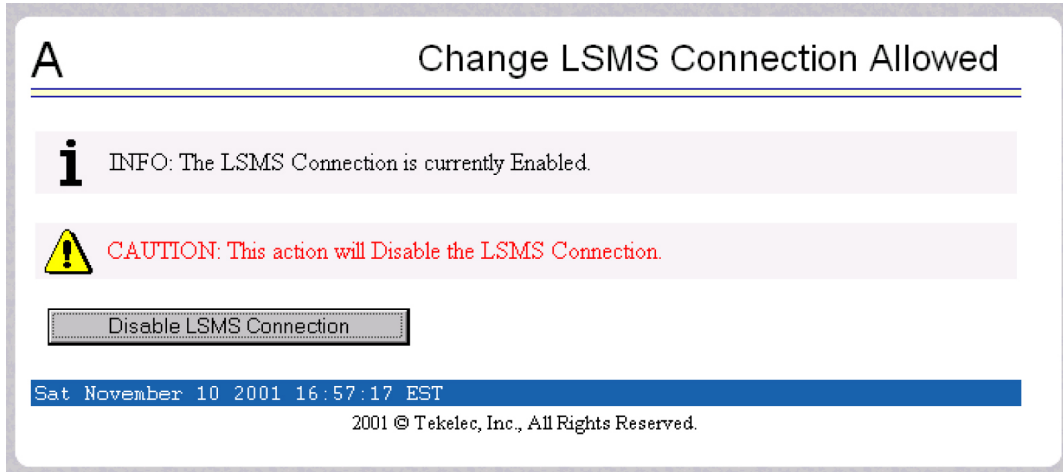 A
Change LSMS Connection Allowed
INFO: The LSMS Connection is currently Enabled.
CAUTION: This action will Disable the LSMS Connection.
Disable LSMS Connection
Sat November 10 2001 16:57:17 EST
2001 © Tekelec, Inc., All Rights Reserved.